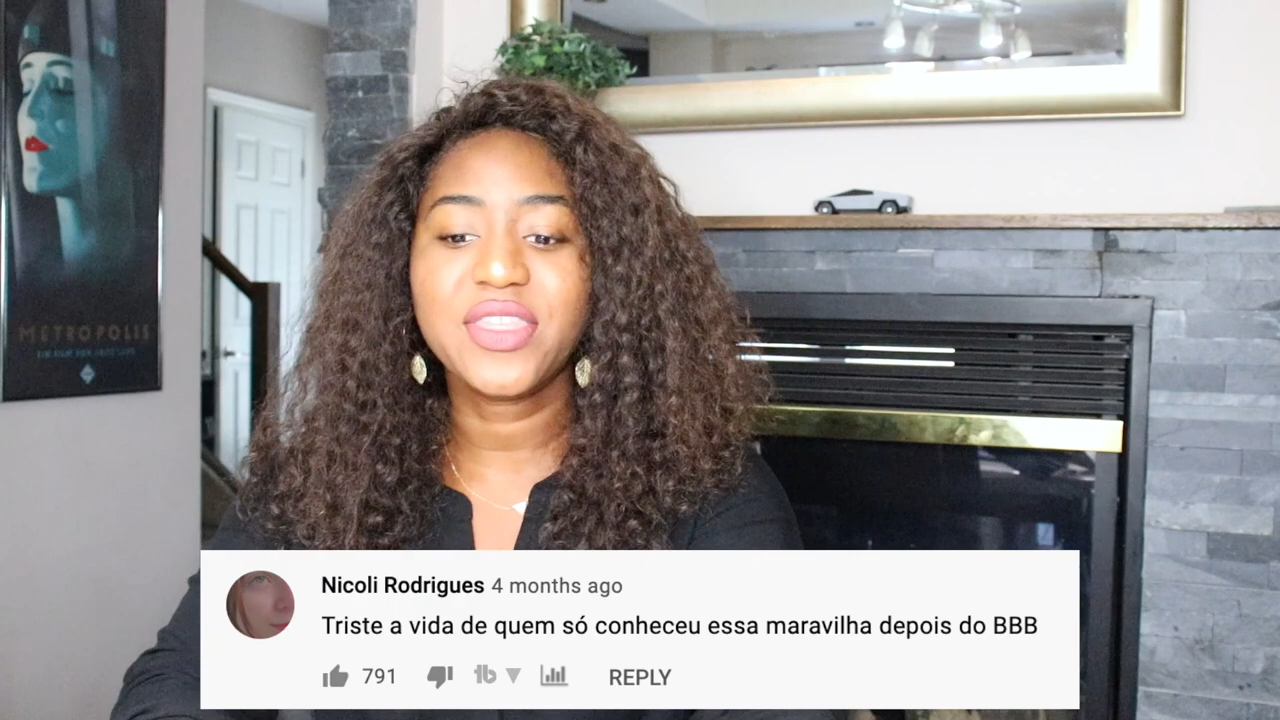 METROPOLIS
Nicoli Rodrigues 4 months ago
Triste a vida de quem só conheceu essa maravilha depois do BBB
791
REPLY